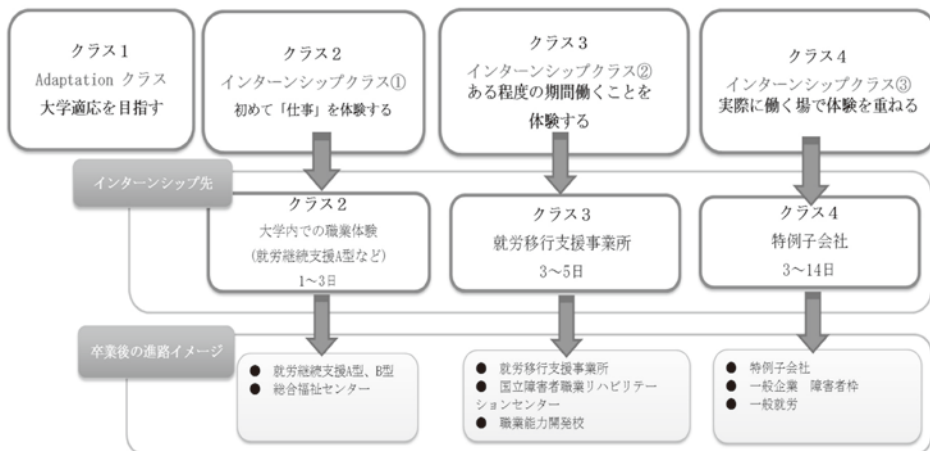 クラス1
Adaptation クラス
大学適応を目指す
クラス2
インターンシップクラス①
初めて「仕事」を体験する
クラス3
インターンシップクラス②
ある程度の期間働くことを
体験する
クラス4
インターンシップクラス③
実際に働く場で体験を重ねる
インターンシップ先
クラス2
大学内での職業体験
(就労継続支援A型など)
1～3日
クラス3
就労移行支援事業所
3～5日
クラス4
特例子会社
3～14日
卒業後の進路イメージ
● 就労継続支援A型、B型
● 総合福祉センター
● 就労移行支援事業所
● 国立障害者職業リハビリテー
ションセンター
● 職業能力開発校
● 特例子会社
● 一般企業 障害者枠
● 一般就労